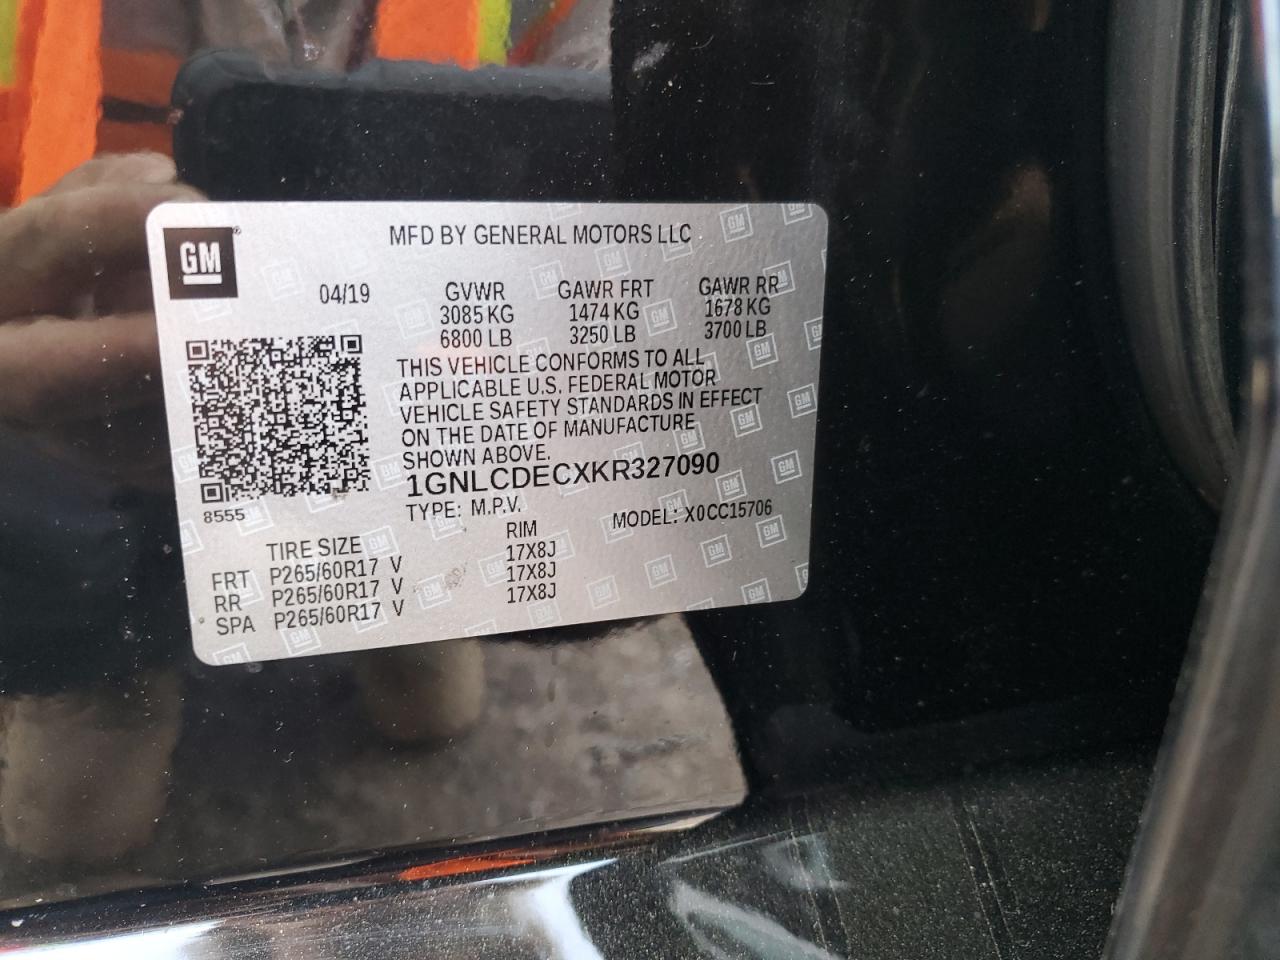 GM
MFD BY GENERAL MOTORS LLC
04/19
GVWR GAWR FRT GAWR RR
3085 KG 1474 KG 1678 KG
6800 LB 3250 LB 3700 LB
THIS VEHICLE CONFORMS TO ALL
APPLICABLE U.S. FEDERAL MOTOR
VEHICLE SAFETY STANDARDS IN EFFECT
ON THE DATE OF MANUFACTURE
SHOWN ABOVE.
1GNLCDECXKR327090
8555
TYPE: M.P.V. MODEL: X0CC15706
TIRE SIZE RIM
FRT P265/60R17 V 17X8J
RR P265/60R17 V 17X8J
SPA P265/60R17 V 17X8J